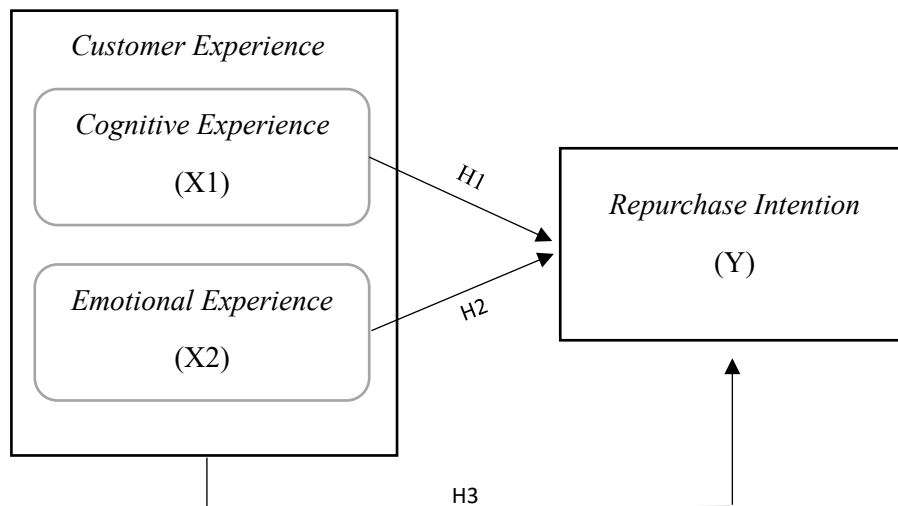 Customer Experience
Cognitive Experience
(X1)
H1
Repurchase Intention
(Y)
Emotional Experience
(X2)
H2
H3